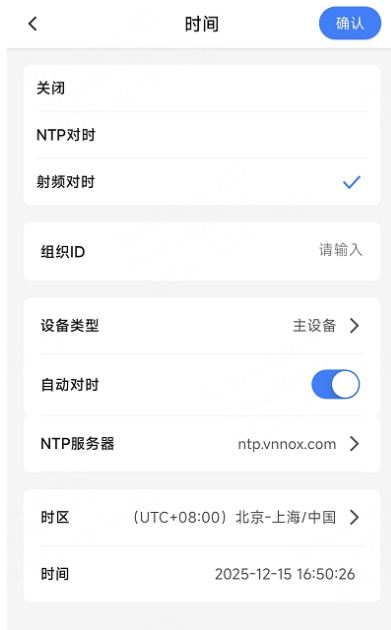 时间 确认
关闭
NTP对时
射频对时
组织ID 请输入
设备类型 主设备
自动对时
NTP服务器 ntp.vnnox.com
时区 (UTC+08:00) 北京-上海/中国
时间 2025-12-15 16:50:26